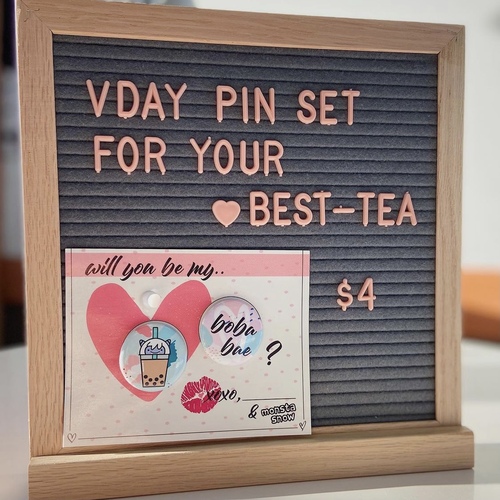 VDAY PIN SET
FOR YOUR
BEST-TEA
$4
will you be my..
boba
bae ?
xoxo,
& monsta
snow